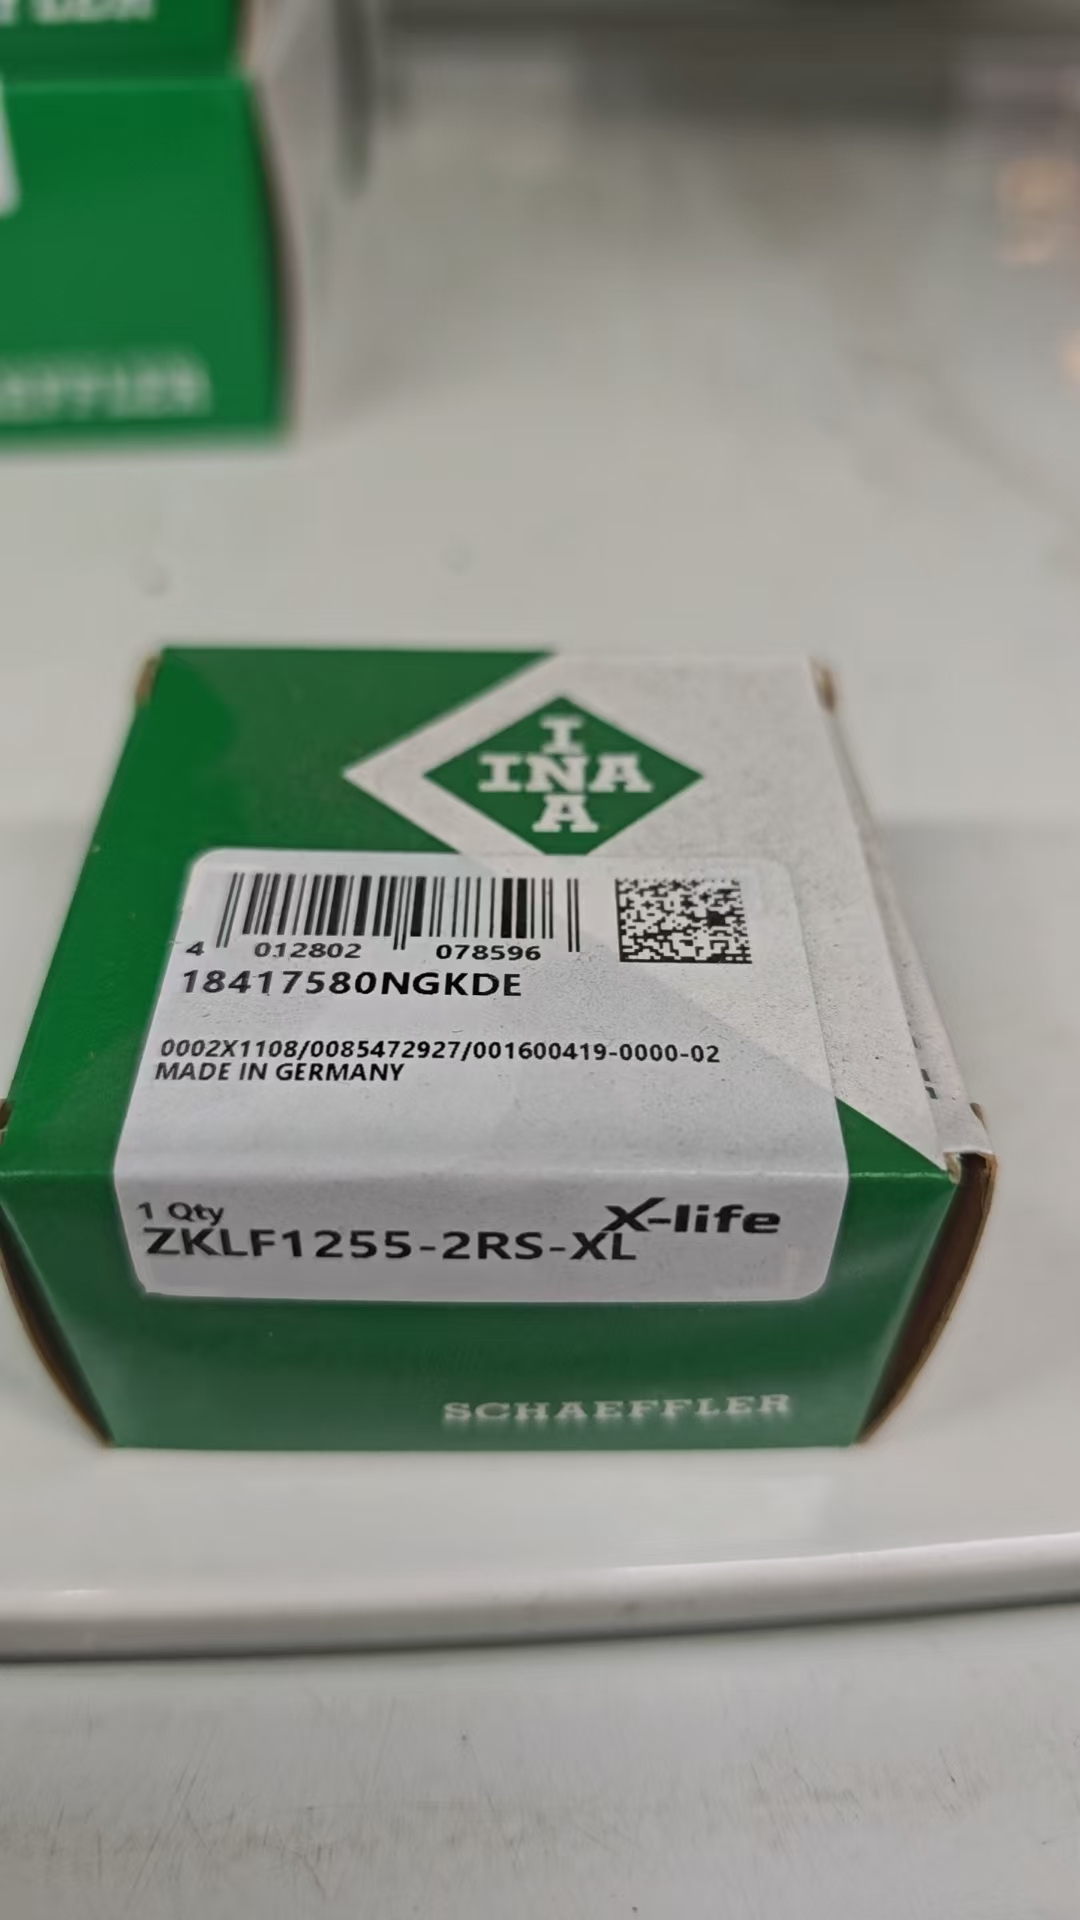 I
INA
A
4 012802 078596
18417580NGKDE
0002X1108/0085472927/001600419-0000-02
MADE IN GERMANY
1 Qty
X-life
ZKLF1255-2RS-XL
SCHAEFFLER